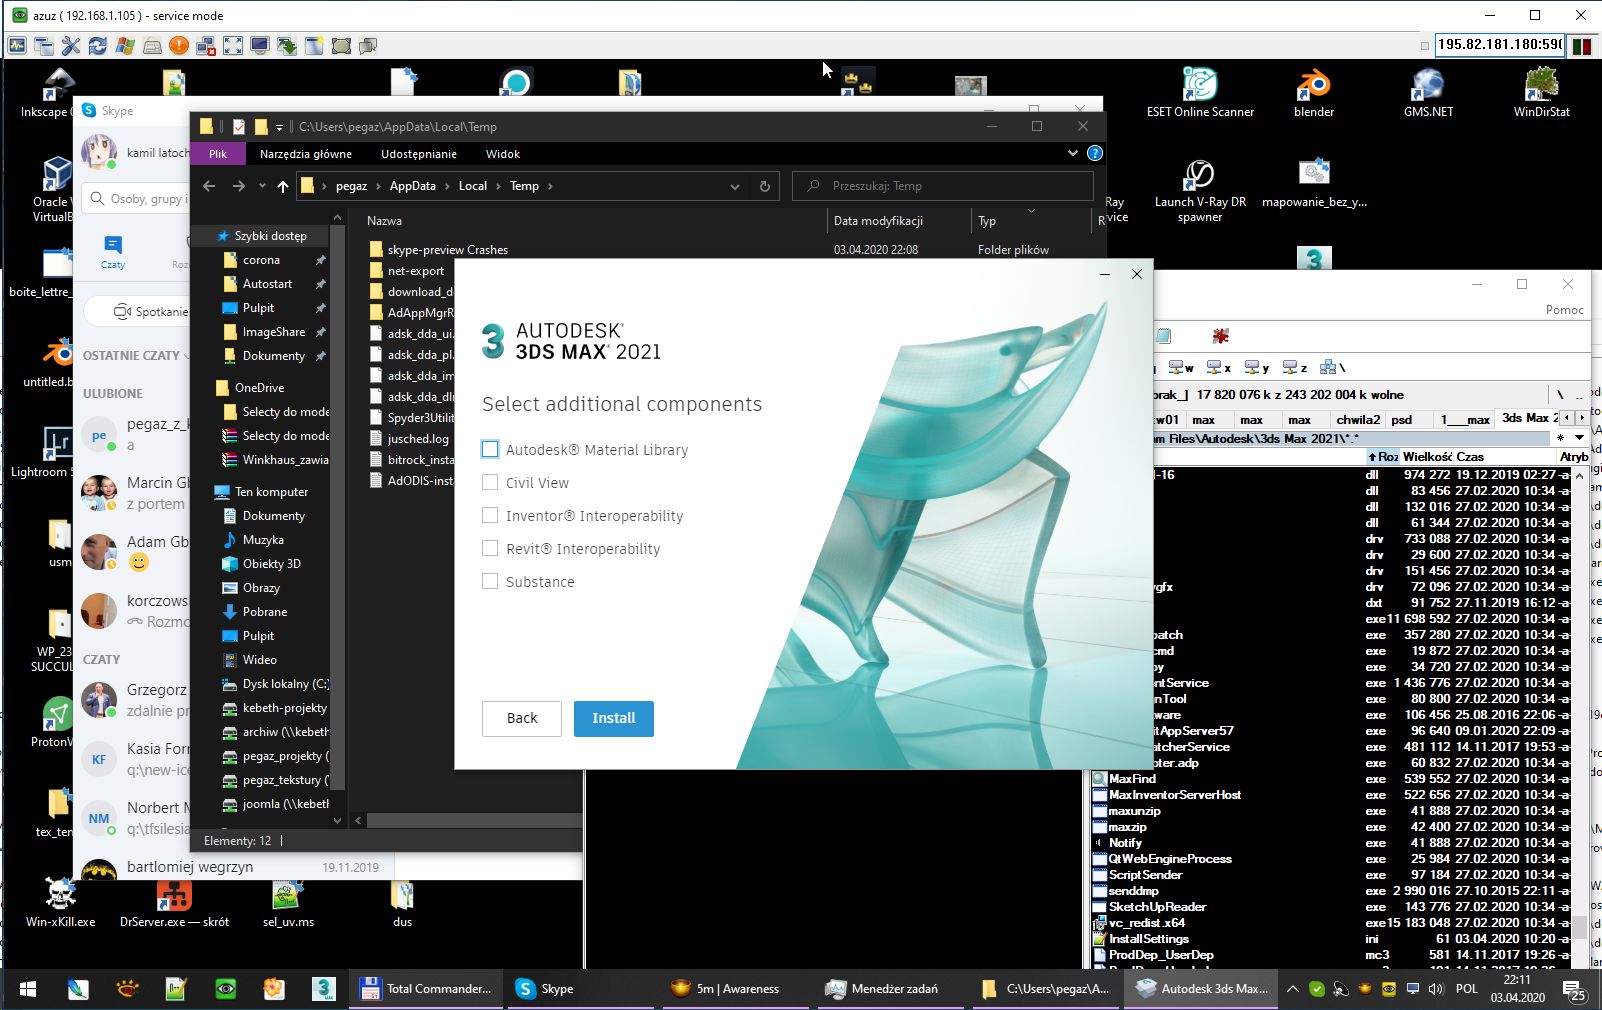 azuz ( 192.168.1.105 ) - service mode
195.82.181.180:590
ESET Online Scanner
blender
GMS.NET
WinDirStat
Launch V-Ray DR
spawner
mapowanie_bez_y...
Ray
Inkscape
Oracle
VirtualB
boite_lettre_
untitled.b
Lightroom
usm
WP_23
SUCCUL
ProtonV
tex_ten
Win-xKill.exe
DrServer.exe — skrót
sel_uv.ms
dus
Skype
kamil latoch
Osoby, grupy i
Czaty
Spotkanie
OSTATNIE CZATY
ULUBIONE
pe
pegaz_z_k
a
Marcin Gb
z portem
Adam Gb
korczows
Rozmo
CZATY
Grzegorz
zdalnie pr
KF
Kasia Forr
q:\new-ice
NM
Norbert M
q:\tfsilesia
bartlomiej wegrzyn
19.11.2019
C:\Users\pegaz\AppData\Local\Temp
Plik
Narzędzia główne
Udostępnianie
Widok
pegaz
AppData
Local
Temp
Przeszukaj: Temp
Nazwa
Data modyfikacji
Typ
R
Szybki dostęp
corona
Autostart
Pulpit
ImageShare
Dokumenty
OneDrive
Selecty do mode
Selecty do mode
Winkhaus_zawia
Ten komputer
Dokumenty
Muzyka
Obiekty 3D
Obrazy
Pobrane
Pulpit
Wideo
Dysk lokalny (C:)
kebeth-projekty
archiw (\\kebeth
pegaz_projekty (
pegaz_tekstury (
joomla (\\kebeth
skype-preview Crashes
03.04.2020 22:08
Folder plików
net-export
download_d
AdAppMgrR
adsk_dda_ui.
adsk_dda_pl.
adsk_dda_im
adsk_dda_dlr
Spyder3Utilit
jusched.log
bitrock_insta
AdODIS-inst
Elementy: 12
3 AUTODESK®
3DS MAX® 2021
Select additional components
Autodesk® Material Library
Civil View
Inventor® Interoperability
Revit® Interoperability
Substance
Back
Install
Pomoc
w
x
y
z
\
17 820 076 k z 243 202 004 k wolne
\
..
max
max
chwila2
psd
1___max
3ds Max 2
am Files\Autodesk\3ds Max 2021\*.*
*
Roz
Wielkość
Czas
Atryb
l-16 dll 974 272 19.12.2019 02:27 -a-
dll 83 456 27.02.2020 10:34 -a-
dll 132 016 27.02.2020 10:34 -a-
dll 61 344 27.02.2020 10:34 -a-
drv 733 088 27.02.2020 10:34 -a-
drv 29 600 27.02.2020 10:34 -a-
drv 151 456 27.02.2020 10:34 -a-
drv 72 096 27.02.2020 10:34 -a-
dxt 91 752 27.11.2019 16:12 -a-
exe 11 698 592 27.02.2020 10:34 -a-
exe 357 280 27.02.2020 10:34 -a-
exe 19 872 27.02.2020 10:34 -a-
exe 34 720 27.02.2020 10:34 -a-
entService exe 1 436 776 27.02.2020 10:34 -a-
nTool exe 80 800 27.02.2020 10:34 -a-
ware exe 106 456 25.08.2016 22:06 -a-
itAppServer57 exe 96 640 09.01.2020 22:09 -a-
atcherService exe 481 112 14.11.2017 19:53 -a-
pter.adp exe 60 832 27.02.2020 10:34 -a-
MaxFind exe 539 552 27.02.2020 10:34 -a-
MaxInventorServerHost exe 522 656 27.02.2020 10:34 -a-
maxunzip exe 41 888 27.02.2020 10:34 -a-
maxzip exe 42 400 27.02.2020 10:34 -a-
Notify exe 41 888 27.02.2020 10:34 -a-
QtWebEngineProcess exe 25 984 27.02.2020 10:34 -a-
ScriptSender exe 97 184 27.02.2020 10:34 -a-
senddmp exe 2 990 016 27.10.2015 22:11 -a-
SketchUpReader exe 143 776 27.02.2020 10:34 -a-
vc_redist.x64 exe 15 183 048 27.02.2020 10:34 -a-
InstallSettings ini 61 03.04.2020 10:20 -a-
ProdDep_UserDep mc3 581 14.11.2017 19:26 -a-
Total Commander...
Skype
5m | Awareness
Menedżer zadań
C:\Users\pegaz\A...
Autodesk 3ds Max...
POL
22:11
03.04.2020
25